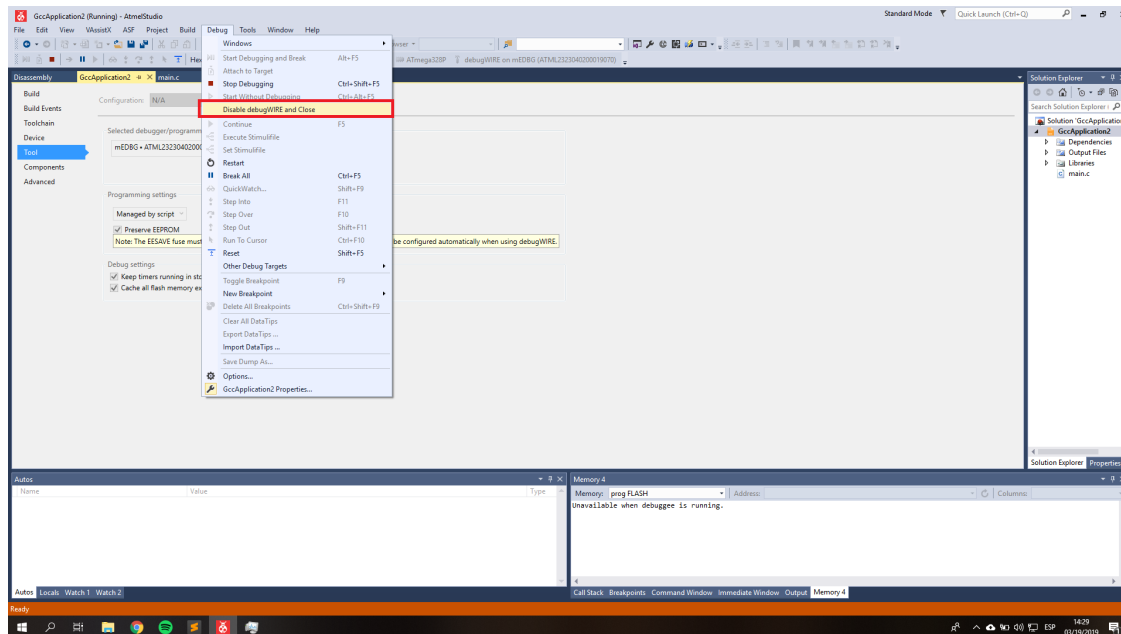 GccApplication2 (Running) - AtmelStudio
Standard Mode
Quick Launch (Ctrl+Q)
File Edit View VAssistX ASF Project Build Debug Tools Window Help
Hex
ATmega328P debugWIRE on mEDBG (ATML2323040200019070)
Disassembly GccApplication2 main.c
Build
Build Events
Toolchain
Device
Tool
Components
Advanced
Configuration: N/A
Selected debugger/programm
mEDBG • ATML23230402000
Programming settings
Managed by script
Preserve EEPROM
Note: The EESAVE fuse must
be configured automatically when using debugWIRE.
Debug settings
Keep timers running in sto
Cache all flash memory ex
Windows
Start Debugging and Break Alt+F5
Attach to Target
Stop Debugging Ctrl+Shift+F5
Start Without Debugging Ctrl+Alt+F5
Disable debugWIRE and Close
Continue F5
Execute Stimulifile
Set Stimulifile
Restart
Break All Ctrl+F5
QuickWatch... Shift+F9
Step Into F11
Step Over F10
Step Out Shift+F11
Run To Cursor Ctrl+F10
Reset Shift+F5
Other Debug Targets
Toggle Breakpoint F9
New Breakpoint
Delete All Breakpoints Ctrl+Shift+F9
Clear All DataTips
Export DataTips ...
Import DataTips ...
Save Dump As...
Options...
GccApplication2 Properties...
Solution Explorer
Search Solution Explorer
Solution 'GccApplicatio
GccApplication2
Dependencies
Output Files
Libraries
main.c
Solution Explorer Properties
Autos
Name Value Type
Autos Locals Watch 1 Watch 2
Memory 4
Memory: prog FLASH Address: Columns:
Unavailable when debuggee is running.
Call Stack Breakpoints Command Window Immediate Window Output Memory 4
Ready
ESP
14:29
03/19/2019